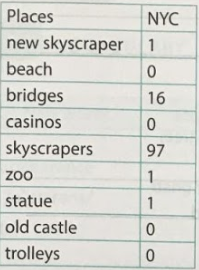 Places NYC
new skyscraper 1
beach 0
bridges 16
casinos 0
skyscrapers 97
zoo 1
statue 1
old castle 0
trolleys 0